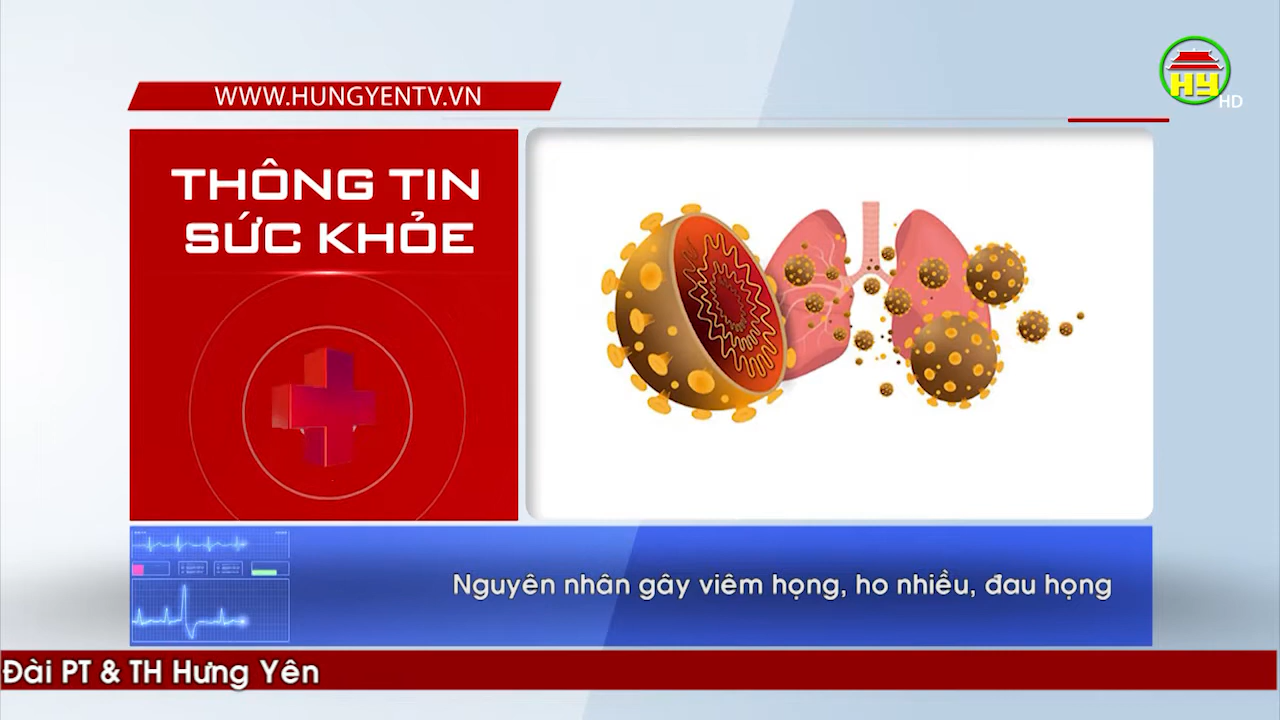 WWW.HUNGYENTV.VN
HY
HD
THÔNG TIN
SỨC KHỎE
Nguyên nhân gây viêm họng, ho nhiều, đau họng
Đài PT & TH Hưng Yên